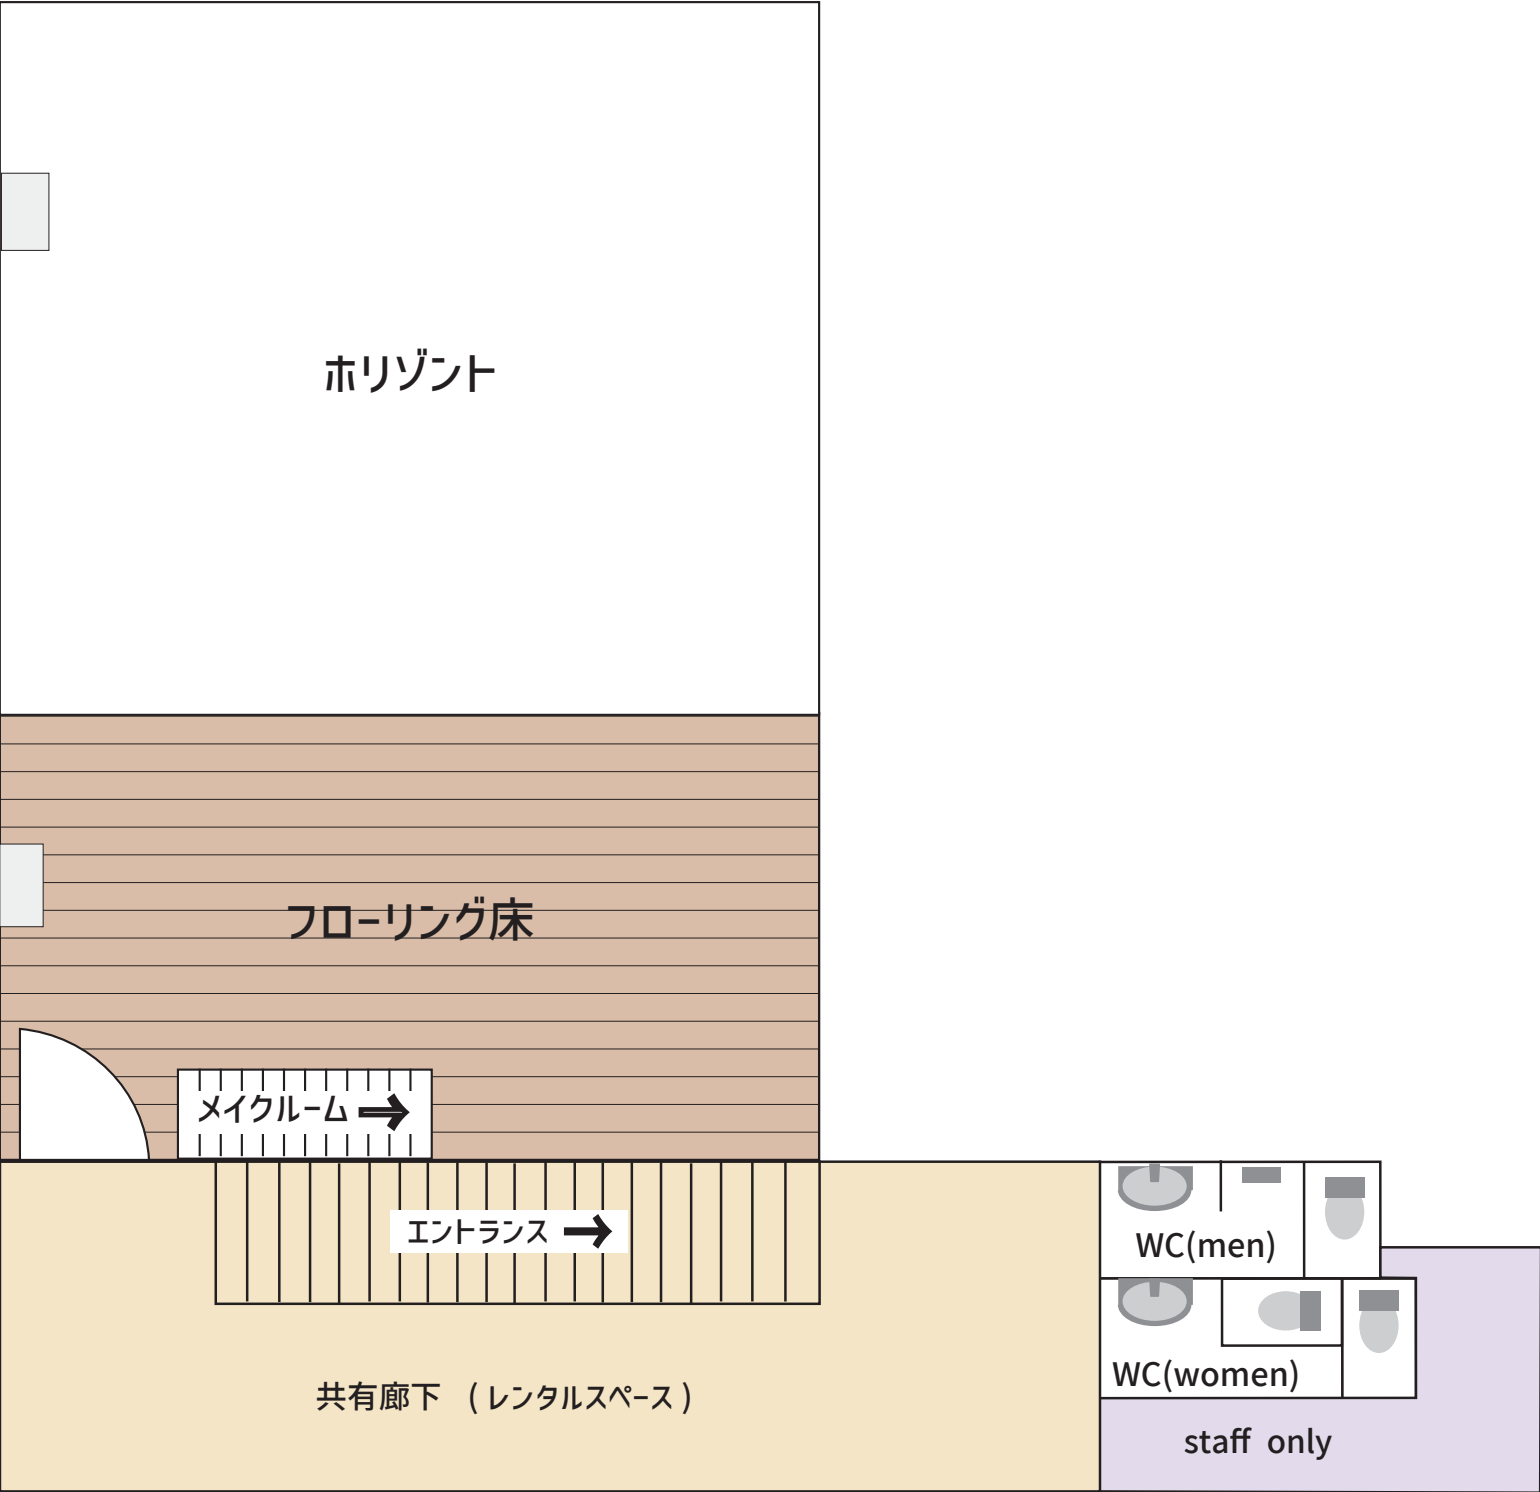 ホリゾント
フローリング床
メイクルーム →
エントランス →
WC(men)
WC(women)
共有廊下 (レンタルスペース)
staff only